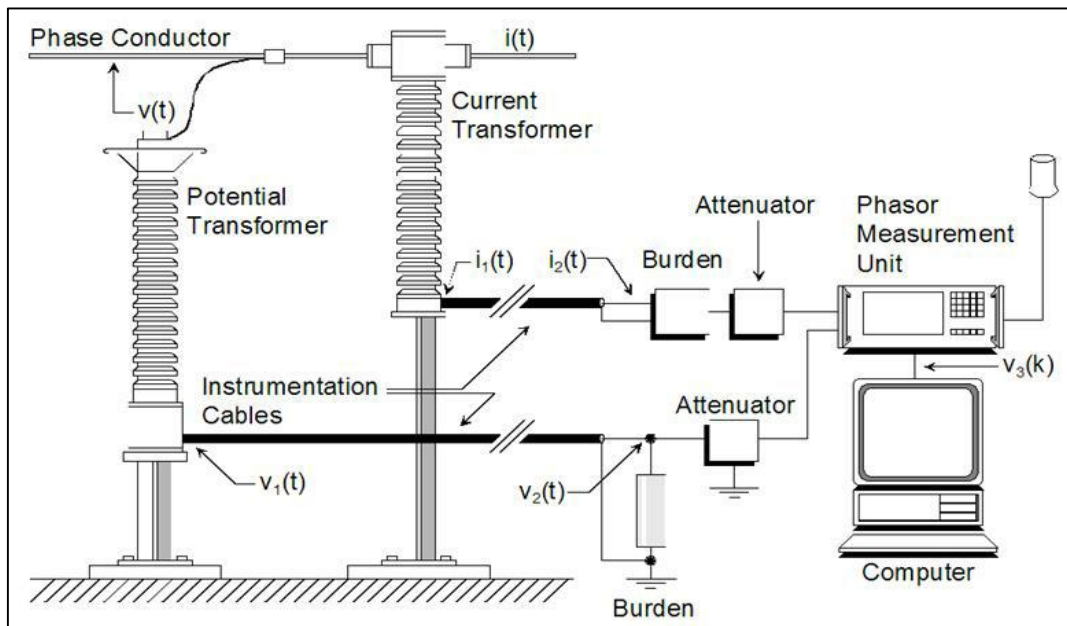 Phase Conductor
i(t)
v(t)
Current
Transformer
Potential
Transformer
Attenuator
Phasor
Measurement
Unit
i₁(t)
i₂(t)
Burden
v₃(k)
Instrumentation
Cables
Attenuator
v₁(t)
v₂(t)
Computer
Burden